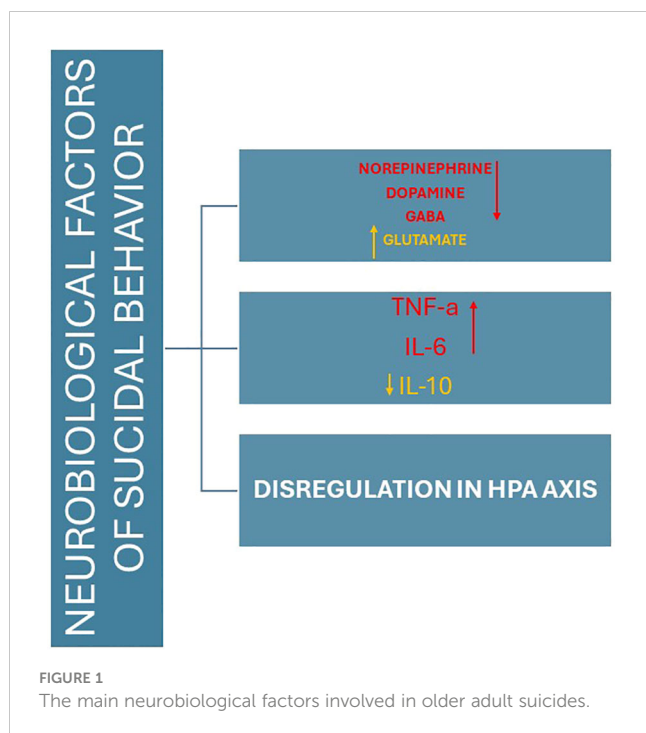 NEUROBIOLOGICAL FACTORS
OF SUCIDAL BEHAVIOR
NOREPINEPHRINE
DOPAMINE
GABA
GLUTAMATE
TNF-a
IL-6
IL-10
DISREGULATION IN HPA AXIS
FIGURE 1
The main neurobiological factors involved in older adult suicides.